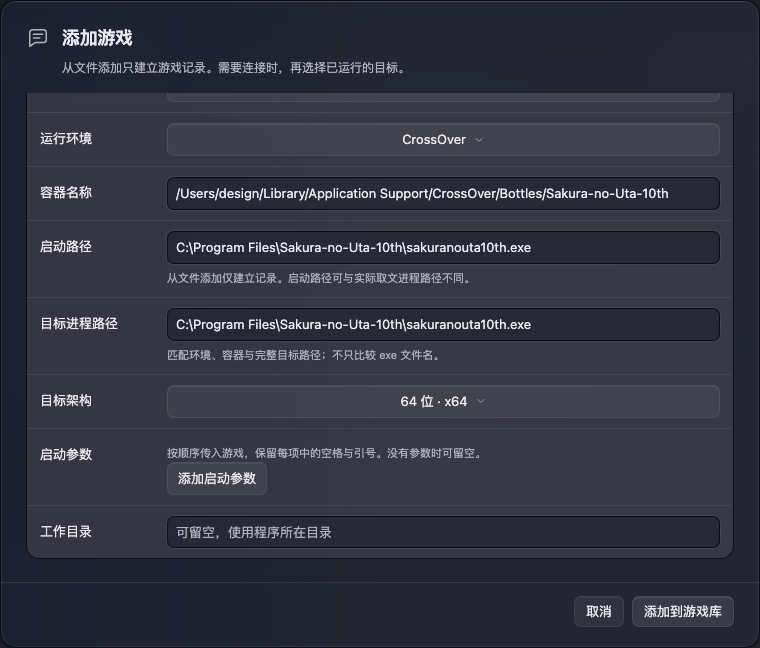 添加游戏
从文件添加只建立游戏记录。需要连接时，再选择已运行的目标。
运行环境
CrossOver
容器名称
/Users/design/Library/Application Support/CrossOver/Bottles/Sakura-no-Uta-10th
启动路径
C:\Program Files\Sakura-no-Uta-10th\sakuranouta10th.exe
从文件添加仅建立记录。启动路径可与实际取文进程路径不同。
目标进程路径
C:\Program Files\Sakura-no-Uta-10th\sakuranouta10th.exe
匹配环境、容器与完整目标路径；不只比较 exe 文件名。
目标架构
64 位 · x64
启动参数
按顺序传入游戏，保留每项中的空格与引号。没有参数时可留空。
添加启动参数
工作目录
可留空，使用程序所在目录
取消
添加到游戏库